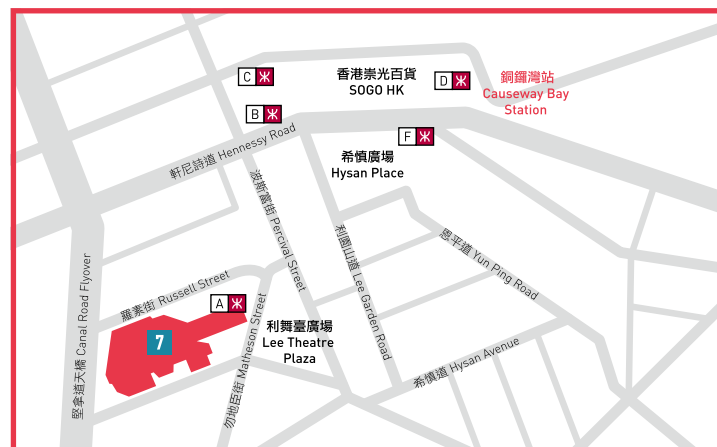 C
香港崇光百貨
SOGO HK
D
銅鑼灣站
Causeway Bay
Station
B
F
軒尼詩道 Hennessy Road
希慎廣場
Hysan Place
波斯富街 Percival Street
利園山道 Lee Garden Road
恩平道 Yun Ping Road
羅素街 Russell Street
A
7
利舞臺廣場
Lee Theatre
Plaza
勿地臣街 Matheson Street
希慎道 Hysan Avenue
堅拿道天橋 Canal Road Flyover